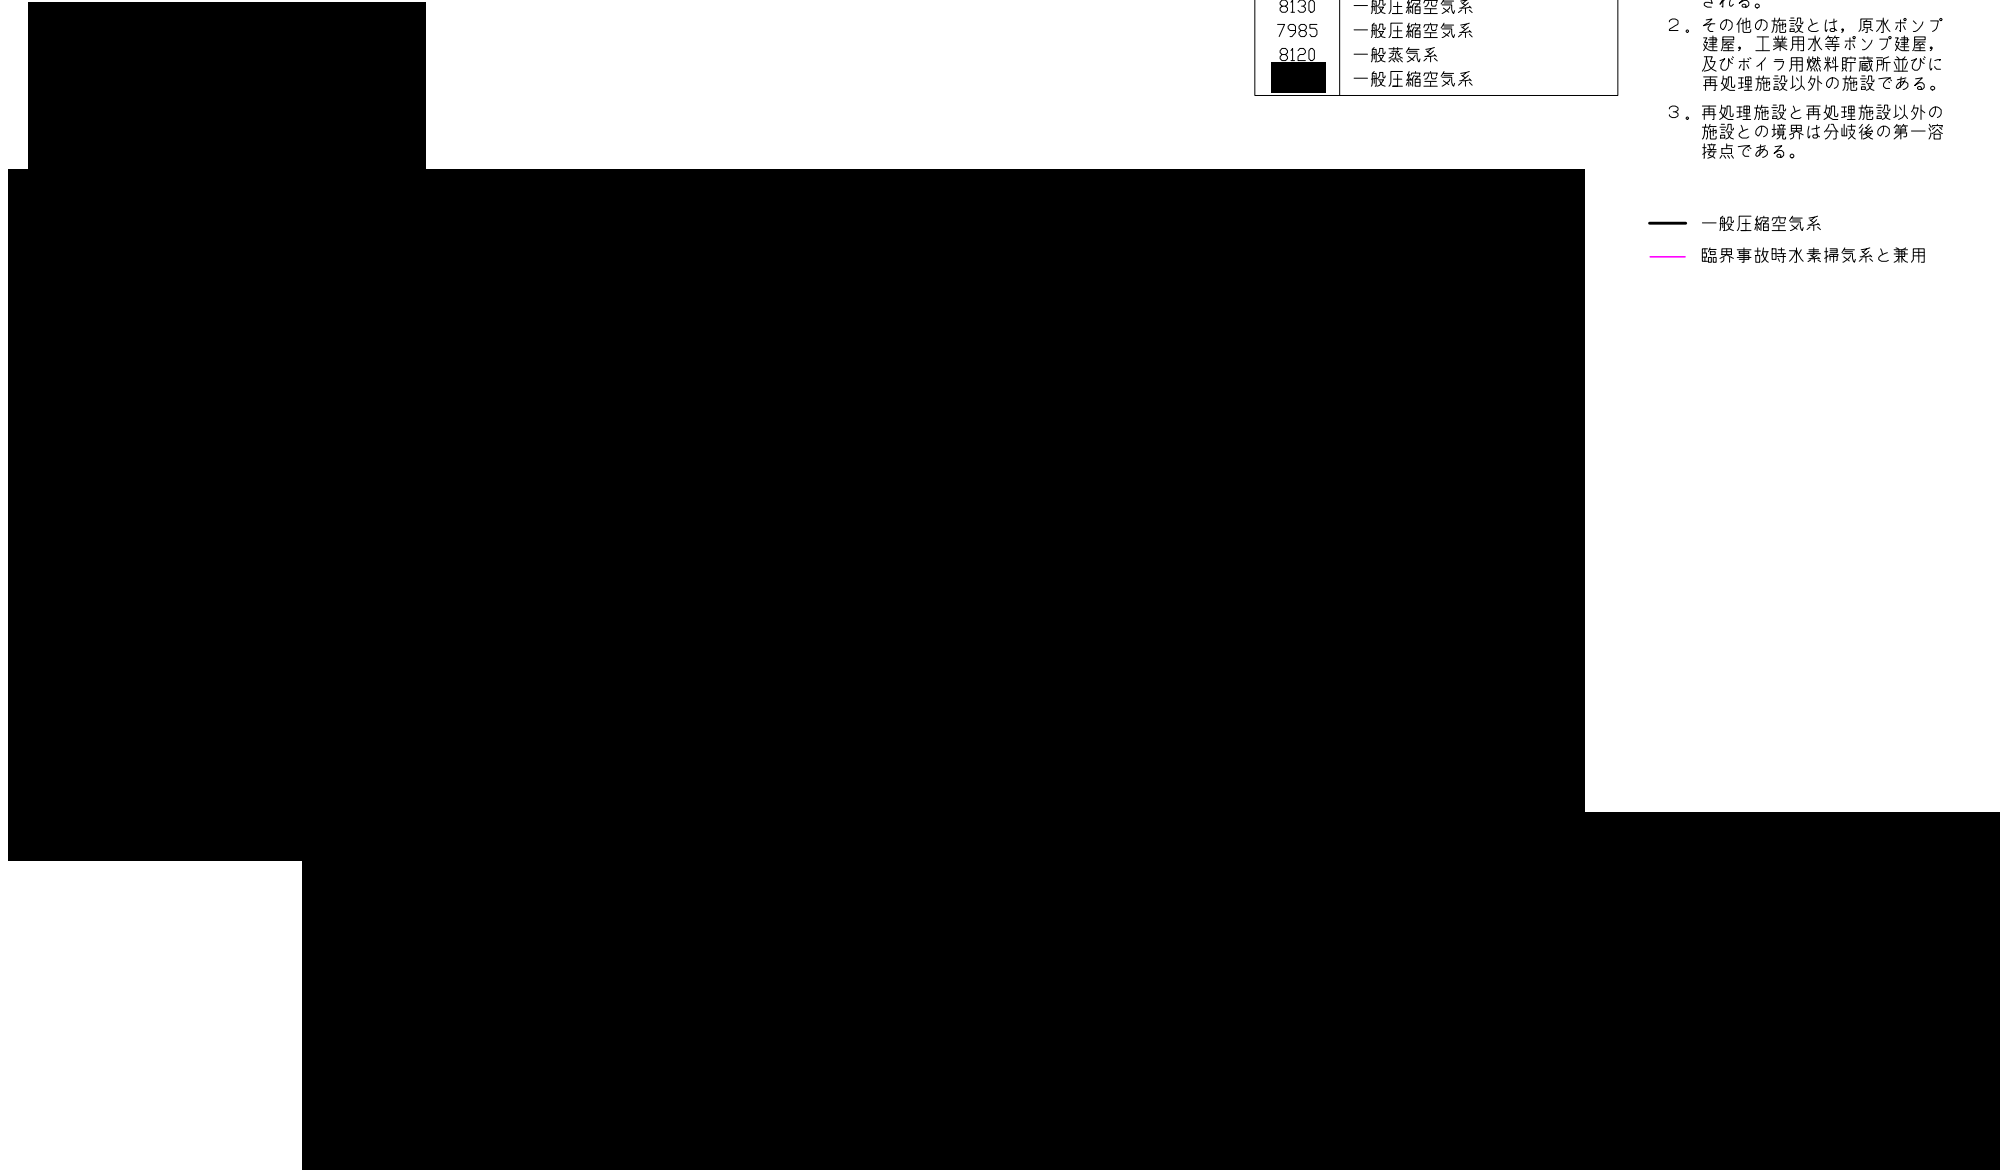 8130 一般圧縮空気系
7985 一般圧縮空気系
8120 一般蒸気系
一般圧縮空気系
される。
2. その他の施設とは，原水ポンプ
建屋，工業用水等ポンプ建屋，
及びボイラ用燃料貯蔵所並びに
再処理施設以外の施設である。
3. 再処理施設と再処理施設以外の
施設との境界は分岐後の第一溶
接点である。
一般圧縮空気系
臨界事故時水素掃気系と兼用